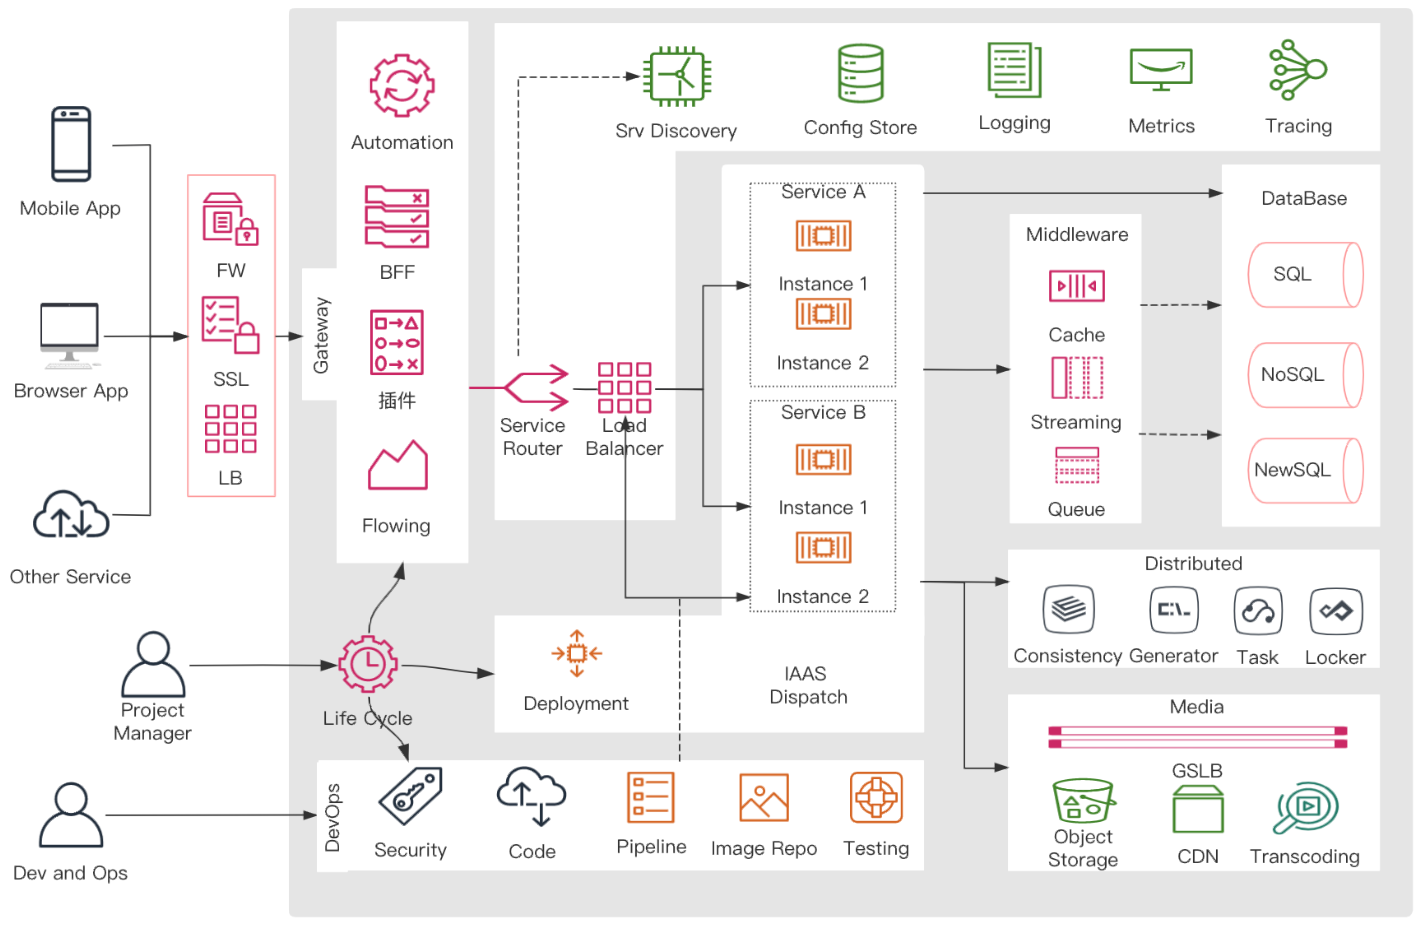 Mobile App
Browser App
Other Service
Project
Manager
Dev and Ops
FW
SSL
LB
Gateway
Automation
BFF
插件
Flowing
Life Cycle
Srv Discovery
Config Store
Logging
Metrics
Tracing
Service
Router
Load
Balancer
Service A
Instance 1
Instance 2
Service B
Instance 1
Instance 2
IAAS
Dispatch
Deployment
Middleware
Cache
Streaming
Queue
DataBase
SQL
NoSQL
NewSQL
Distributed
Consistency
Generator
Task
Locker
Media
GSLB
Object
Storage
CDN
Transcoding
DevOps
Security
Code
Pipeline
Image Repo
Testing